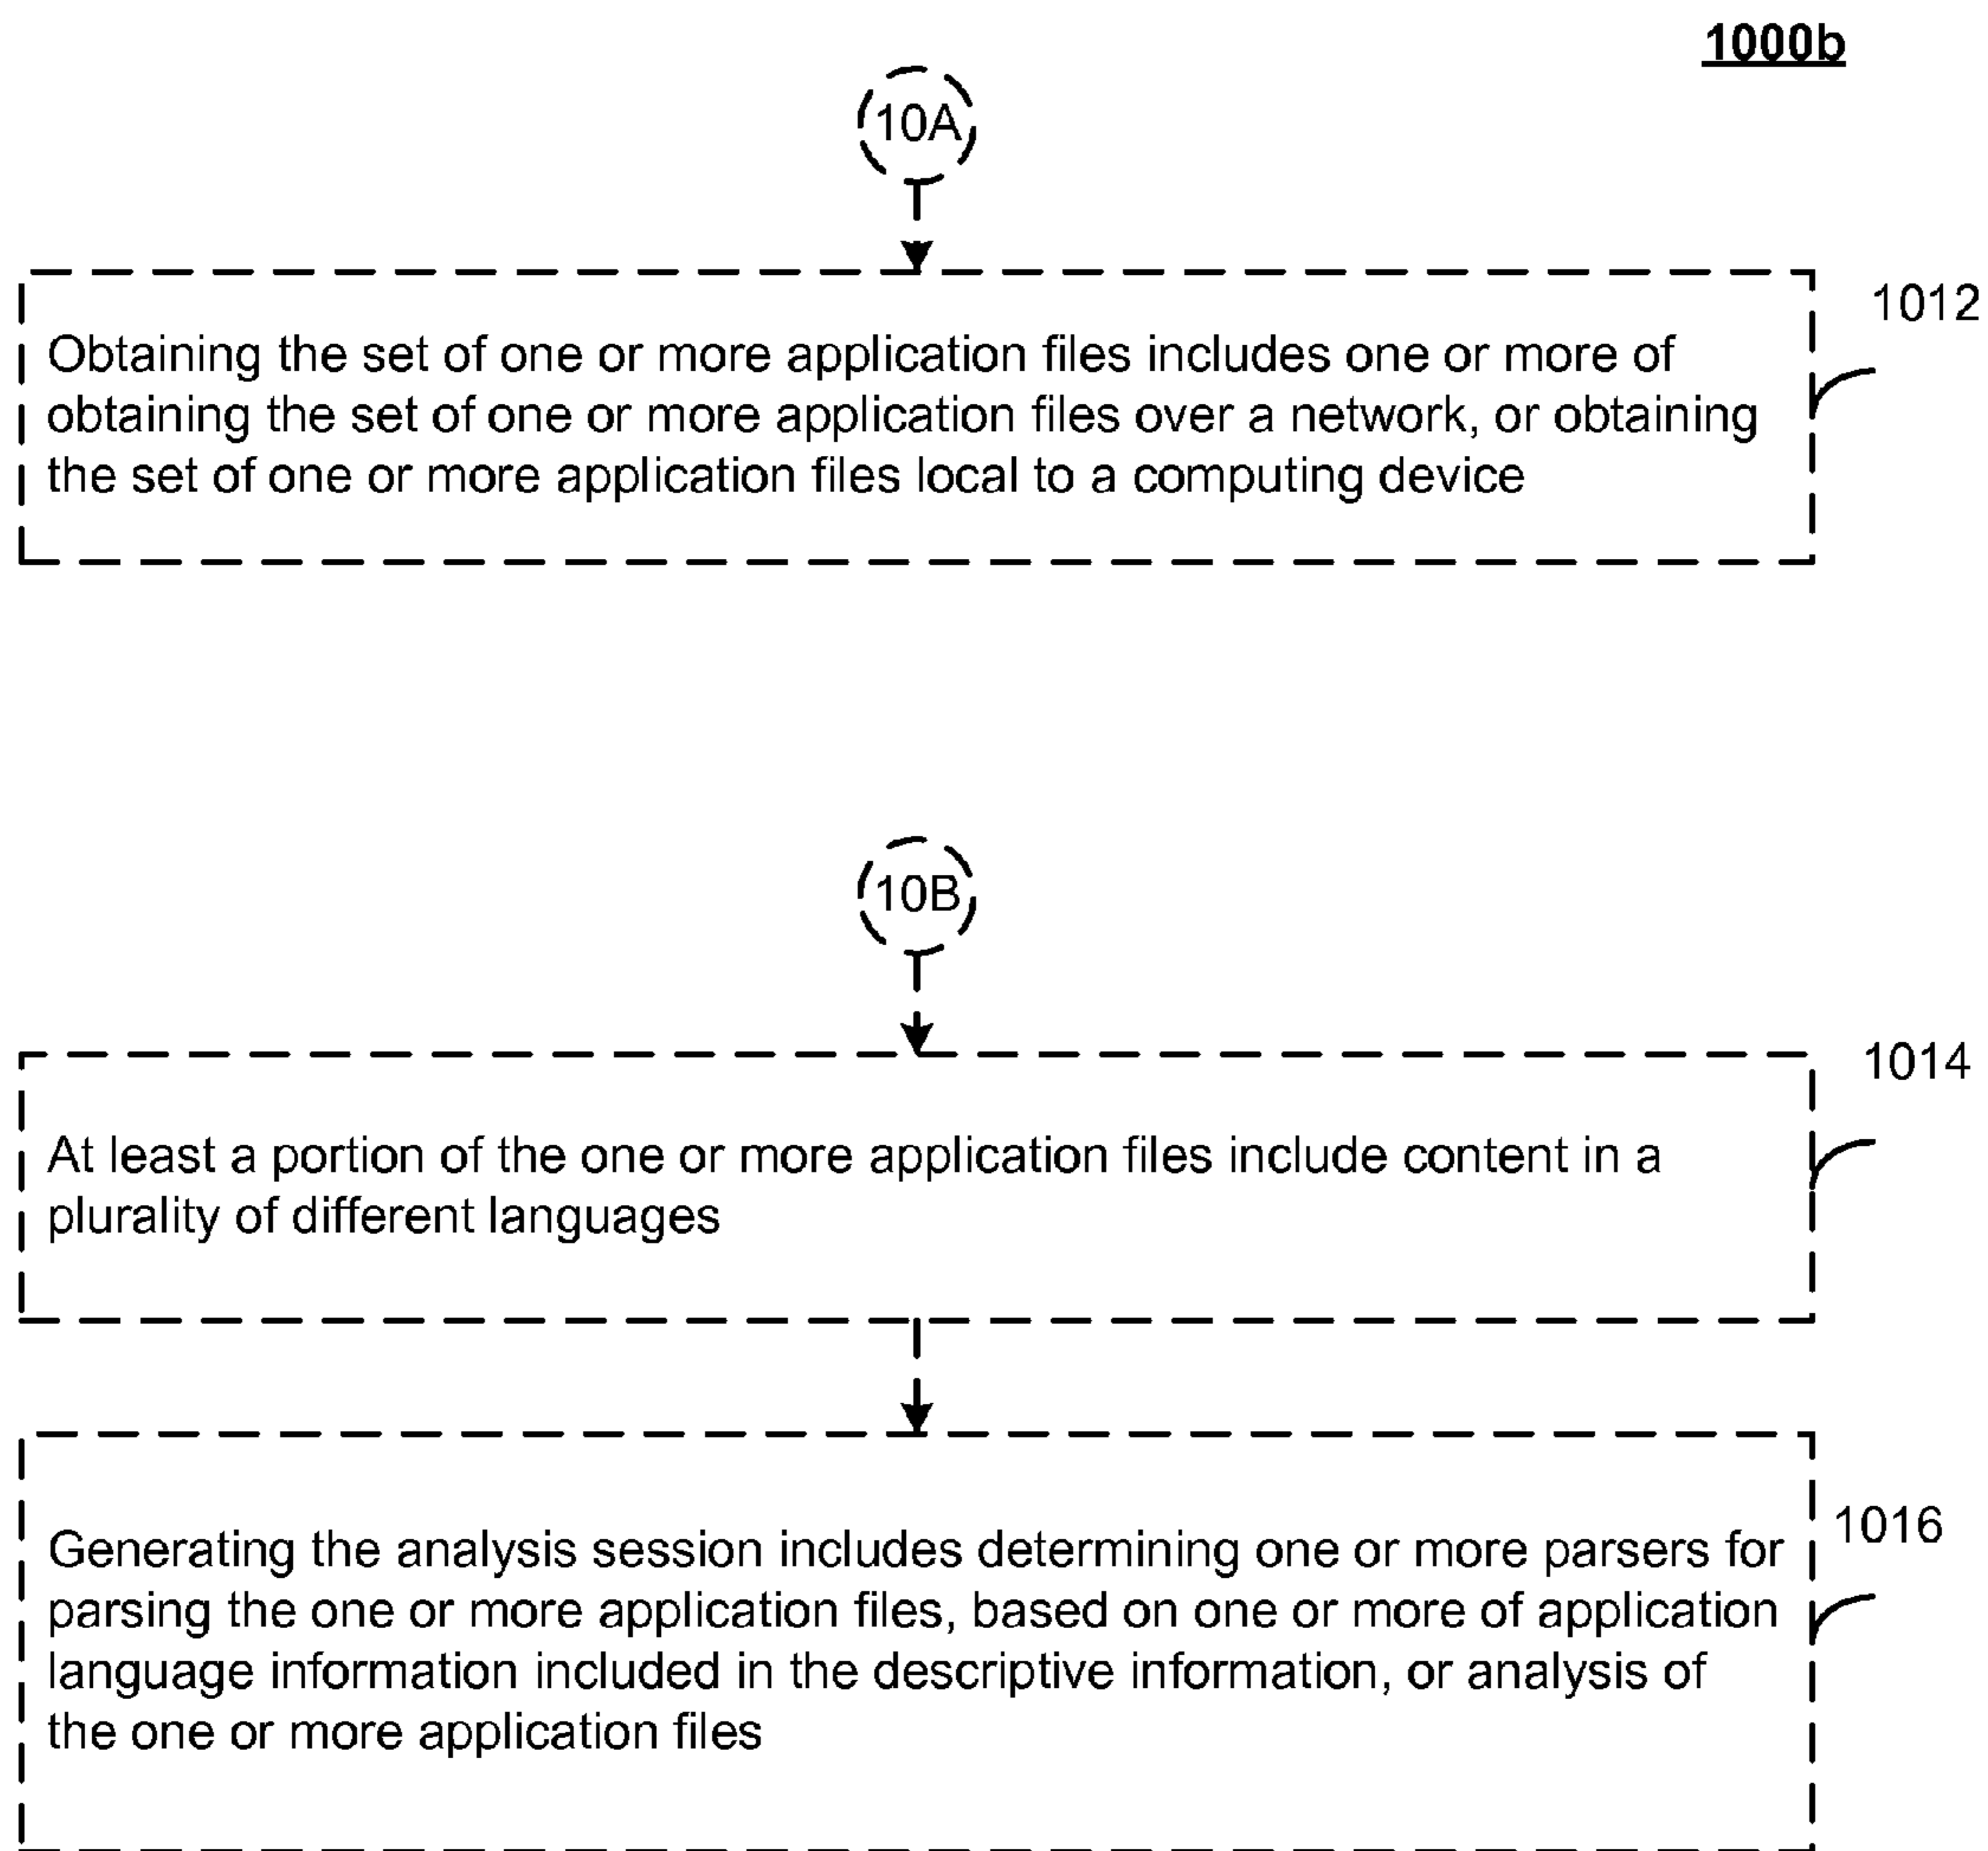 1000b
10A
1012
Obtaining the set of one or more application files includes one or more of
obtaining the set of one or more application files over a network, or obtaining
the set of one or more application files local to a computing device
10B
1014
At least a portion of the one or more application files include content in a
plurality of different languages
1016
Generating the analysis session includes determining one or more parsers for
parsing the one or more application files, based on one or more of application
language information included in the descriptive information, or analysis of
the one or more application files